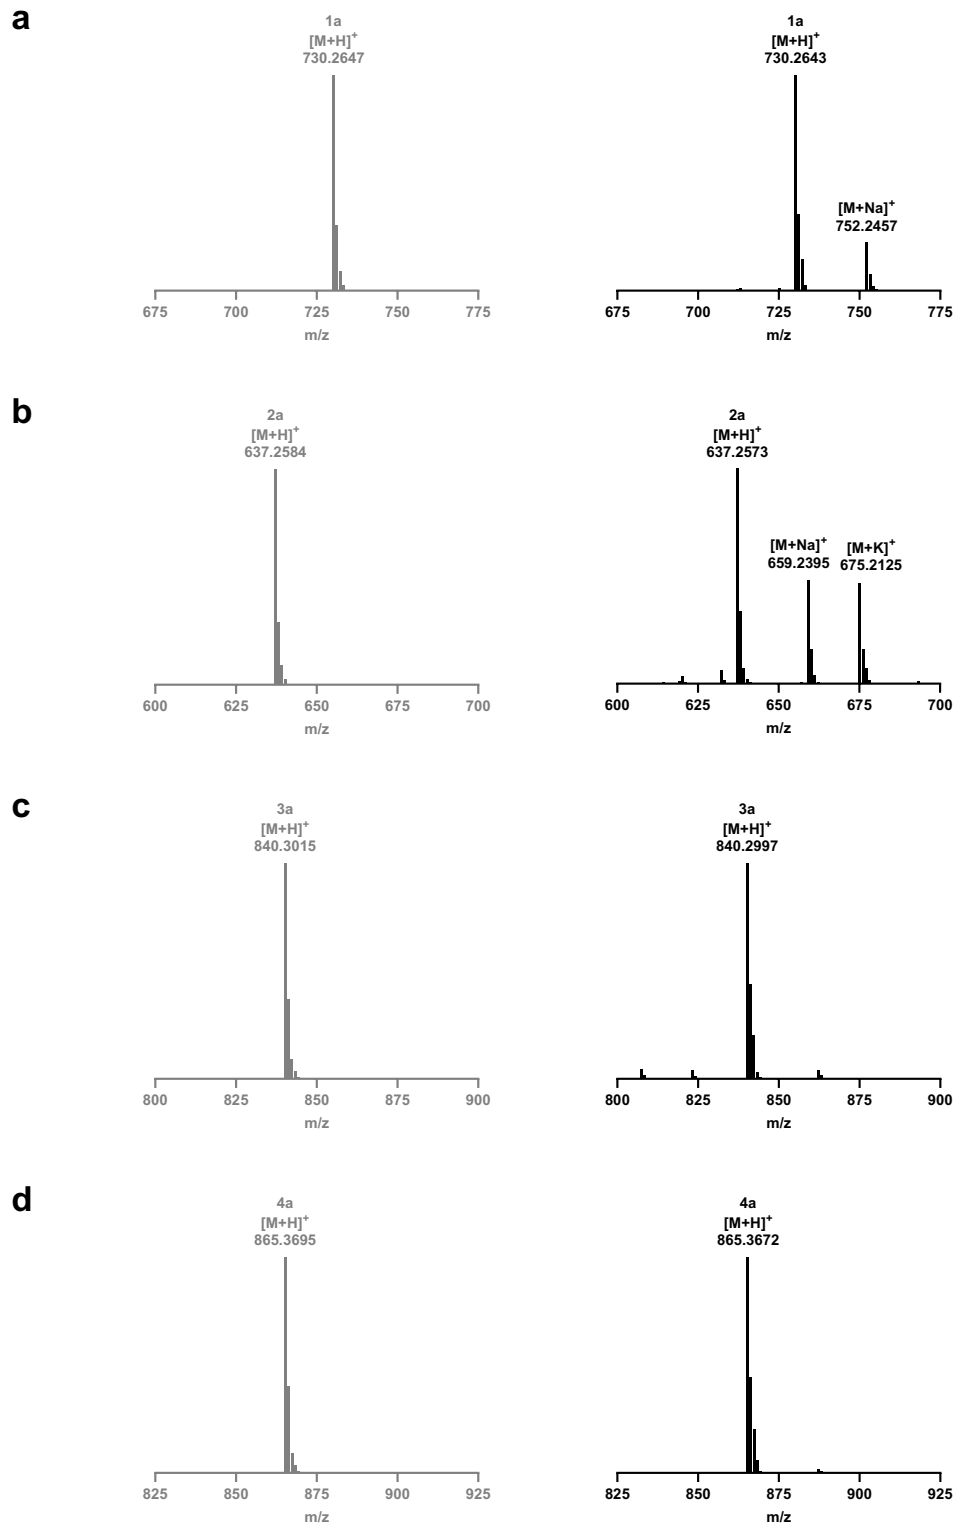 a
1a
[M+H]+
730.2647
675 700 725 750 775
m/z
1a
[M+H]+
730.2643
[M+Na]+
752.2457
675 700 725 750 775
m/z
b
2a
[M+H]+
637.2584
600 625 650 675 700
m/z
2a
[M+H]+
637.2573
[M+Na]+ [M+K]+
659.2395 675.2125
600 625 650 675 700
m/z
c
3a
[M+H]+
840.3015
800 825 850 875 900
m/z
3a
[M+H]+
840.2997
800 825 850 875 900
m/z
d
4a
[M+H]+
865.3695
825 850 875 900 925
m/z
4a
[M+H]+
865.3672
825 850 875 900 925
m/z